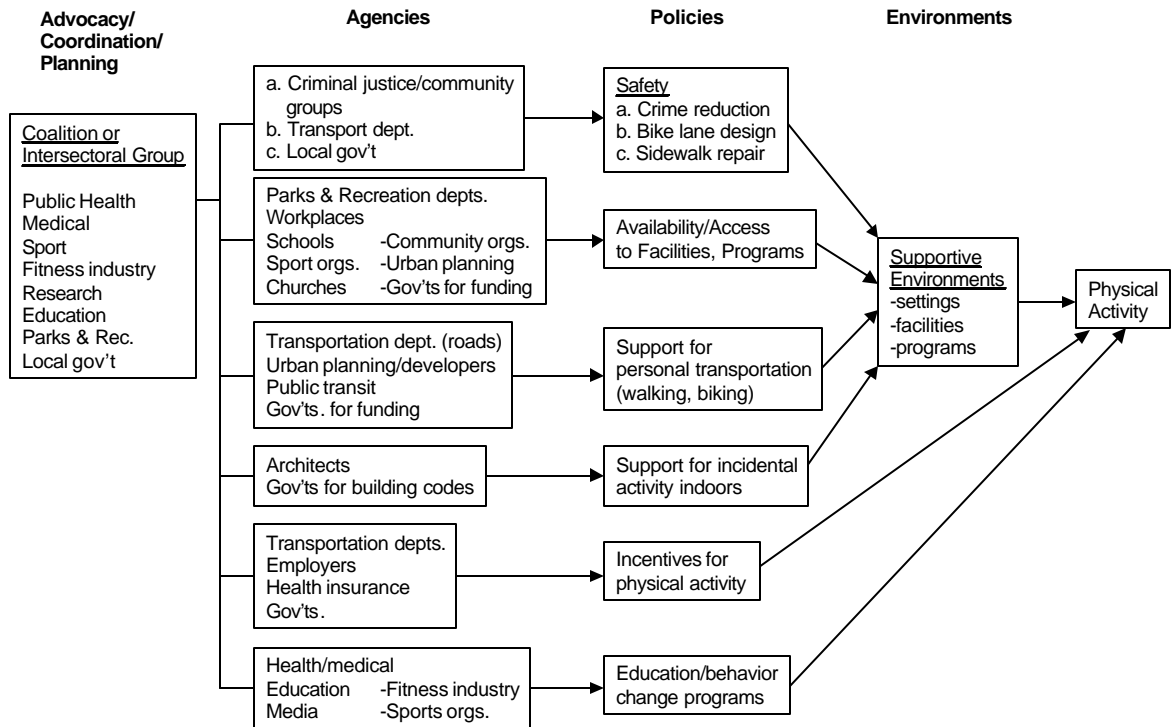 Advocacy/
Coordination/
Planning
Agencies
Policies
Environments
Coalition or
Intersectoral Group
Public Health
Medical
Sport
Fitness industry
Research
Education
Parks & Rec.
Local gov't
a. Criminal justice/community
groups
b. Transport dept.
c. Local gov't
Parks & Recreation depts.
Workplaces
Schools -Community orgs.
Sport orgs. -Urban planning
Churches -Gov'ts for funding
Transportation dept. (roads)
Urban planning/developers
Public transit
Gov'ts. for funding
Architects
Gov'ts for building codes
Transportation depts.
Employers
Health insurance
Gov'ts.
Health/medical
Education -Fitness industry
Media -Sports orgs.
Safety
a. Crime reduction
b. Bike lane design
c. Sidewalk repair
Availability/Access
to Facilities, Programs
Support for
personal transportation
(walking, biking)
Support for incidental
activity indoors
Incentives for
physical activity
Education/behavior
change programs
Supportive
Environments
-settings
-facilities
-programs
Physical
Activity